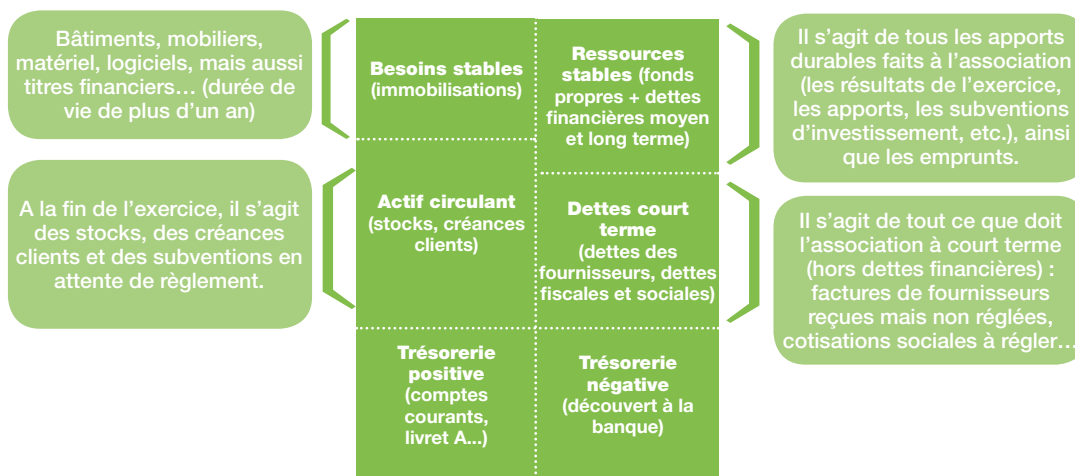 Bâtiments, mobiliers,
matériel, logiciels, mais aussi
titres financiers… (durée de
vie de plus d’un an)
A la fin de l’exercice, il s’agit
des stocks, des créances
clients et des subventions en
attente de règlement.
Besoins stables
(immobilisations)
Actif circulant
(stocks, créances
clients)
Trésorerie
positive
(comptes
courants,
livret A...)
Ressources
stables (fonds
propres + dettes
financières moyen
et long terme)
Dettes court
terme
(dettes des
fournisseurs, dettes
fiscales et sociales)
Trésorerie
négative
(découvert à la
banque)
Il s’agit de tous les apports
durables faits à l’association
(les résultats de l’exercice,
les apports, les subventions
d’investissement, etc.), ainsi
que les emprunts.
Il s’agit de tout ce que doit
l’association à court terme
(hors dettes financières) :
factures de fournisseurs
reçues mais non réglées,
cotisations sociales à régler…